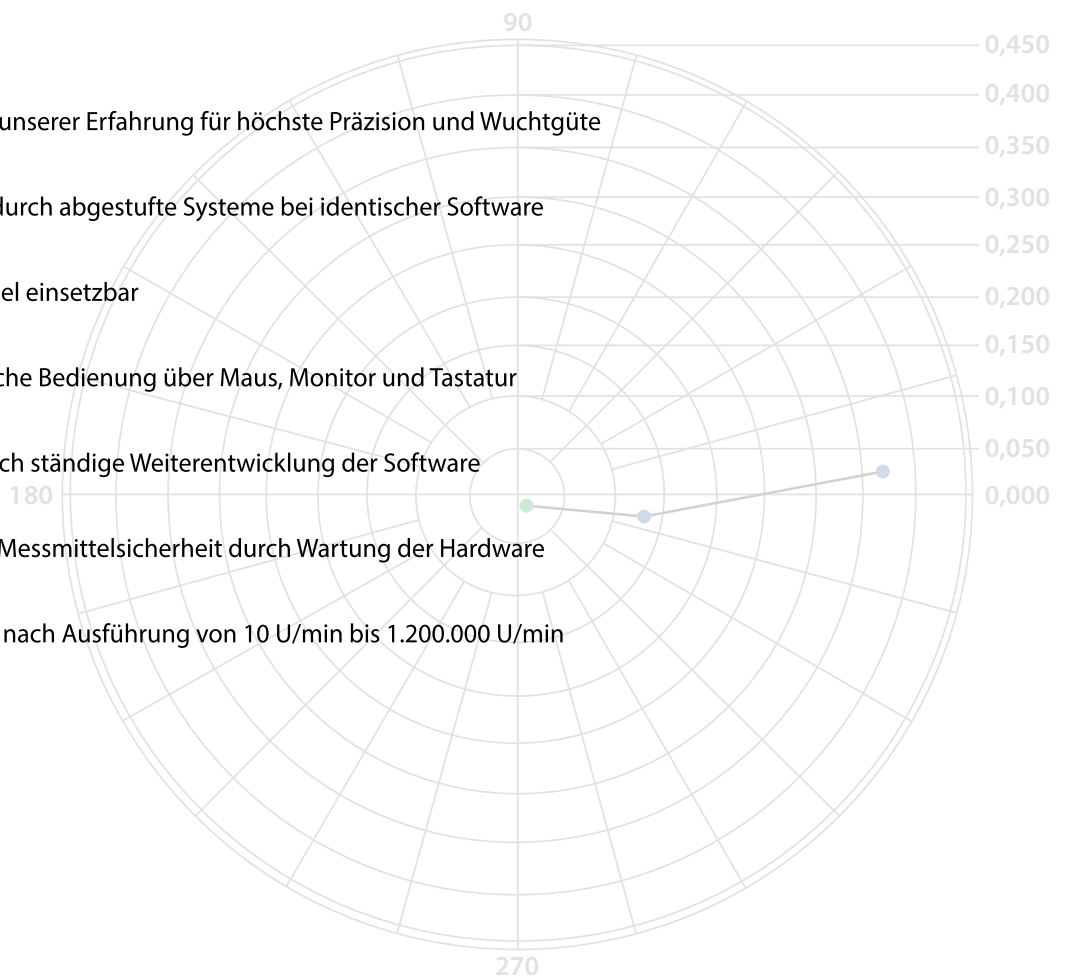 90
0,450
0,400
unserer Erfahrung für höchste Präzision und Wuchtgüte
0,350
durch abgestufte Systeme bei identischer Software
0,300
0,250
el einsetzbar
0,200
0,150
che Bedienung über Maus, Monitor und Tastatur
0,100
0,050
ch ständige Weiterentwicklung der Software
180
0,000
Messmittelsicherheit durch Wartung der Hardware
nach Ausführung von 10 U/min bis 1.200.000 U/min
270